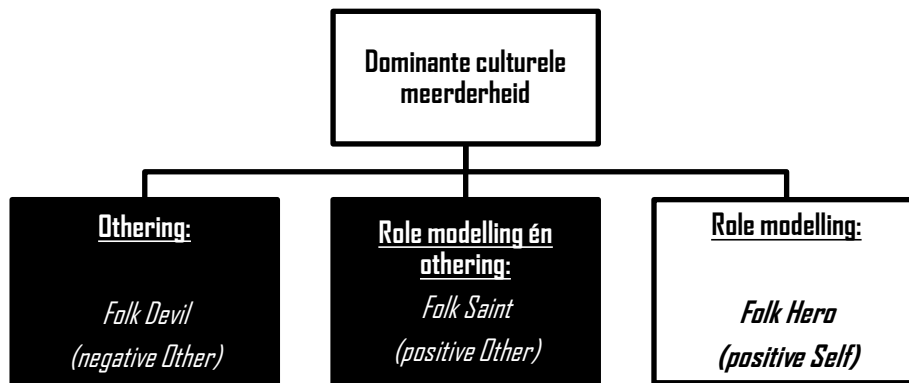 Dominante culturele
meerderheid
Othering:
Folk Devil
(negative Other)
Role modelling én
othering:
Folk Saint
(positive Other)
Role modelling:
Folk Hero
(positive Self)